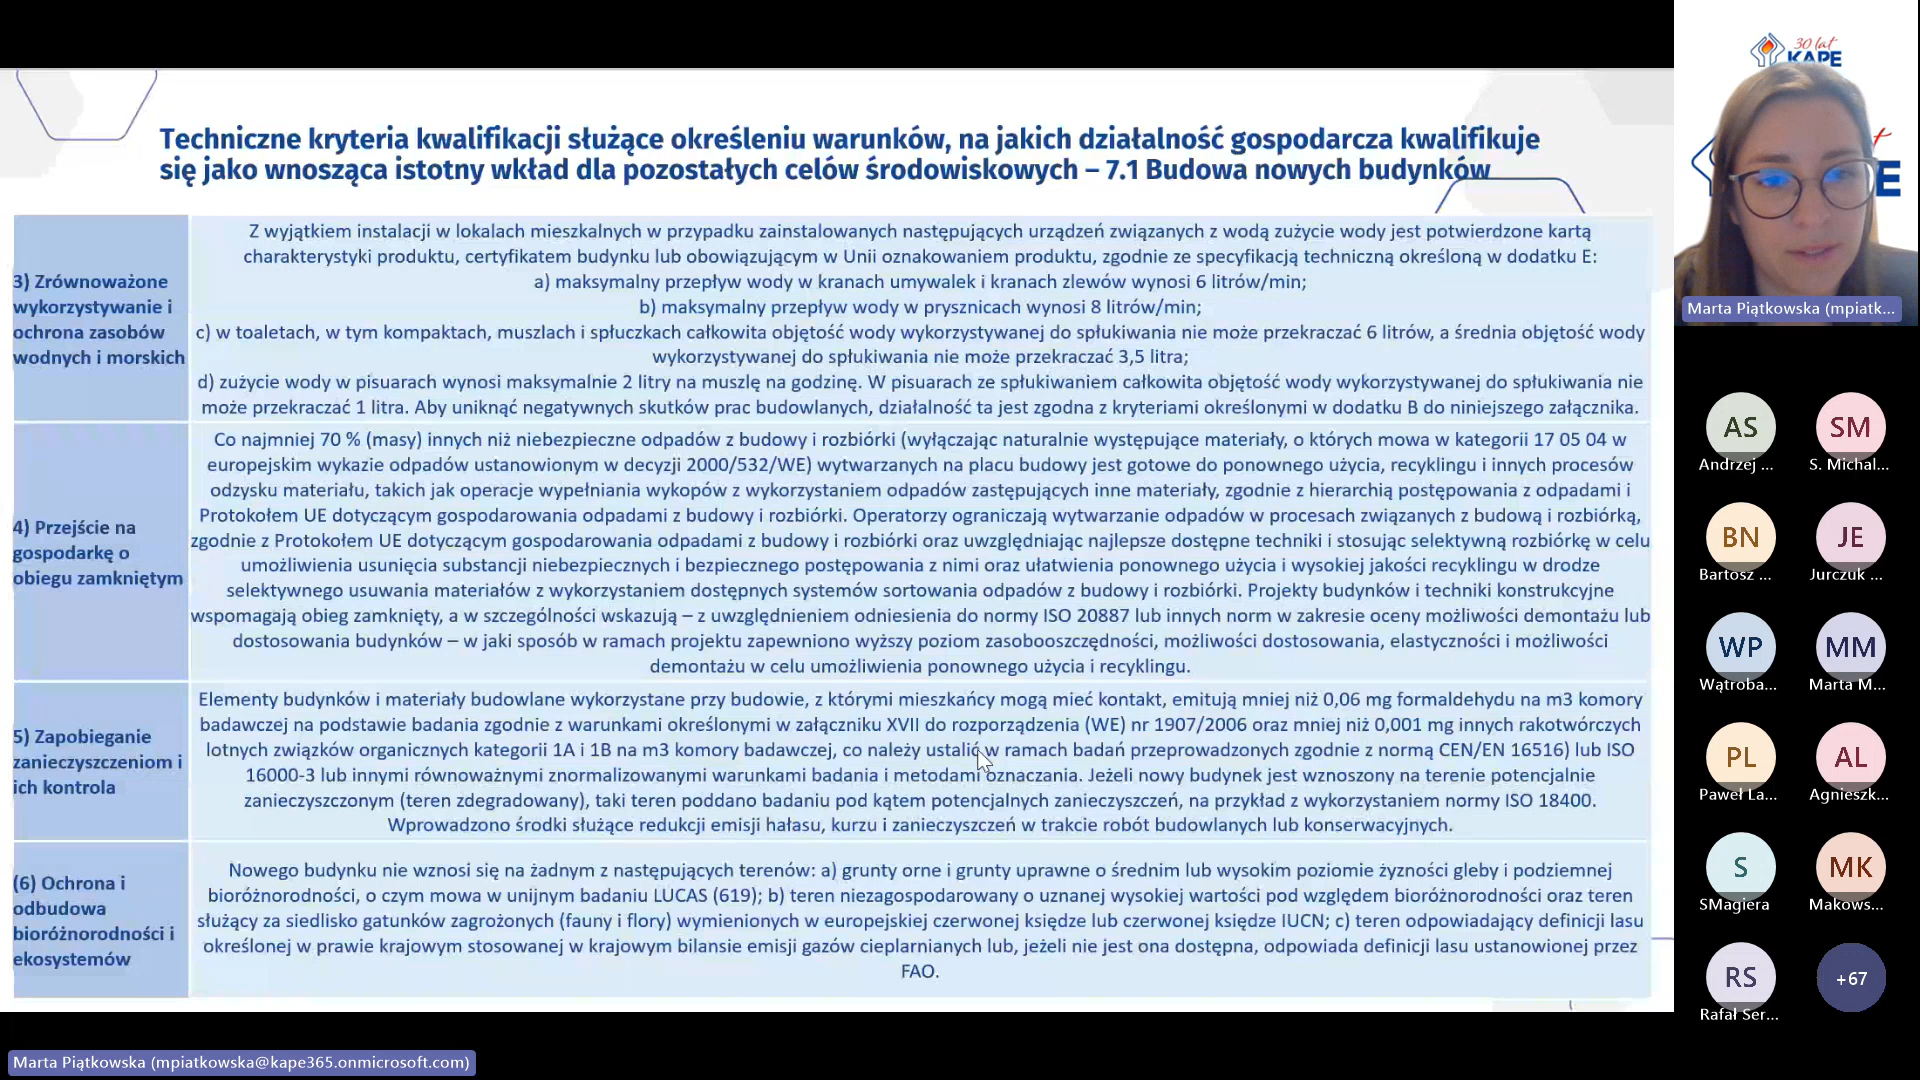 Techniczne kryteria kwalifikacji służące określeniu warunków, na jakich działalność gospodarcza kwalifikuje
się jako wnosząca istotny wkład dla pozostałych celów środowiskowych – 7.1 Budowa nowych budynków
3) Zrównoważone
wykorzystywanie i
ochrona zasobów
wodnych i morskich
Z wyjątkiem instalacji w lokalach mieszkalnych w przypadku zainstalowanych następujących urządzeń związanych z wodą zużycie wody jest potwierdzone kartą
charakterystyki produktu, certyfikatem budynku lub obowiązującym w Unii oznakowaniem produktu, zgodnie ze specyfikacją techniczną określoną w dodatku E:
a) maksymalny przepływ wody w kranach umywalek i kranach zlewów wynosi 6 litrów/min;
b) maksymalny przepływ wody w prysznicach wynosi 8 litrów/min;
c) w toaletach, w tym kompaktach, muszlach i spłuczkach całkowita objętość wody wykorzystywanej do spłukiwania nie może przekraczać 6 litrów, a średnia objętość wody
wykorzystywanej do spłukiwania nie może przekraczać 3,5 litra;
d) zużycie wody w pisuarach wynosi maksymalnie 2 litry na muszlę na godzinę. W pisuarach ze spłukiwaniem całkowita objętość wody wykorzystywanej do spłukiwania nie
może przekraczać 1 litra. Aby uniknąć negatywnych skutków prac budowlanych, działalność ta jest zgodna z kryteriami określonymi w dodatku B do niniejszego załącznika.
4) Przejście na
gospodarkę o
obiegu zamkniętym
Co najmniej 70 % (masy) innych niż niebezpieczne odpadów z budowy i rozbiórki (wyłączając naturalnie występujące materiały, o których mowa w kategorii 17 05 04 w
europejskim wykazie odpadów ustanowionym w decyzji 2000/532/WE) wytwarzanych na placu budowy jest gotowe do ponownego użycia, recyklingu i innych procesów
odzysku materiału, takich jak operacje wypełniania wykopów z wykorzystaniem odpadów zastępujących inne materiały, zgodnie z hierarchią postępowania z odpadami i
Protokołem UE dotyczącym gospodarowania odpadami z budowy i rozbiórki. Operatorzy ograniczają wytwarzanie odpadów w procesach związanych z budową i rozbiórką,
zgodnie z Protokołem UE dotyczącym gospodarowania odpadami z budowy i rozbiórki oraz uwzględniając najlepsze dostępne techniki i stosując selektywną rozbiórkę w celu
umożliwienia usunięcia substancji niebezpiecznych i bezpiecznego postępowania z nimi oraz ułatwienia ponownego użycia i wysokiej jakości recyklingu w drodze
selektywnego usuwania materiałów z wykorzystaniem dostępnych systemów sortowania odpadów z budowy i rozbiórki. Projekty budynków i techniki konstrukcyjne
wspomagają obieg zamknięty, a w szczególności wskazują – z uwzględnieniem odniesienia do normy ISO 20887 lub innych norm w zakresie oceny możliwości demontażu lub
dostosowania budynków – w jaki sposób w ramach projektu zapewniono wyższy poziom zasobooszczędności, możliwości dostosowania, elastyczności i możliwości
demontażu w celu umożliwienia ponownego użycia i recyklingu.
5) Zapobieganie
zanieczyszczeniom i
ich kontrola
Elementy budynków i materiały budowlane wykorzystane przy budowie, z którymi mieszkańcy mogą mieć kontakt, emitują mniej niż 0,06 mg formaldehydu na m3 komory
badawczej na podstawie badania zgodnie z warunkami określonymi w załączniku XVII do rozporządzenia (WE) nr 1907/2006 oraz mniej niż 0,001 mg innych rakotwórczych
lotnych związków organicznych kategorii 1A i 1B na m3 komory badawczej, co należy ustalić w ramach badań przeprowadzonych zgodnie z normą CEN/EN 16516) lub ISO
16000-3 lub innymi równoważnymi znormalizowanymi warunkami badania i metodami oznaczania. Jeżeli nowy budynek jest wznoszony na terenie potencjalnie
zanieczyszczonym (teren zdegradowany), taki teren poddano badaniu pod kątem potencjalnych zanieczyszczeń, na przykład z wykorzystaniem normy ISO 18400.
Wprowadzono środki służące redukcji emisji hałasu, kurzu i zanieczyszczeń w trakcie robót budowlanych lub konserwacyjnych.
(6) Ochrona i
odbudowa
bioróżnorodności i
ekosystemów
Nowego budynku nie wznosi się na żadnym z następujących terenów: a) grunty orne i grunty uprawne o średnim lub wysokim poziomie żyzności gleby i podziemnej
bioróżnorodności, o czym mowa w unijnym badaniu LUCAS (619); b) teren niezagospodarowany o uznanej wysokiej wartości pod względem bioróżnorodności oraz teren
służący za siedlisko gatunków zagrożonych (fauny i flory) wymienionych w europejskiej czerwonej księdze lub czerwonej księdze IUCN; c) teren odpowiadający definicji lasu
określonej w prawie krajowym stosowanej w krajowym bilansie emisji gazów cieplarnianych lub, jeżeli nie jest ona dostępna, odpowiada definicji lasu ustanowionej przez
FAO.
30 lat
KAPE
E
Marta Piątkowska (mpiatk...
AS SM
Andrzej ... S. Michal...
BN JE
Bartosz ... Jurczuk ...
WP MM
Wątroba... Marta M...
PL AL
Paweł La... Agnieszk...
S MK
SMagiera Makows...
RS +67
Rafał Ser...
Marta Piątkowska (mpiatkowska@kape365.onmicrosoft.com)